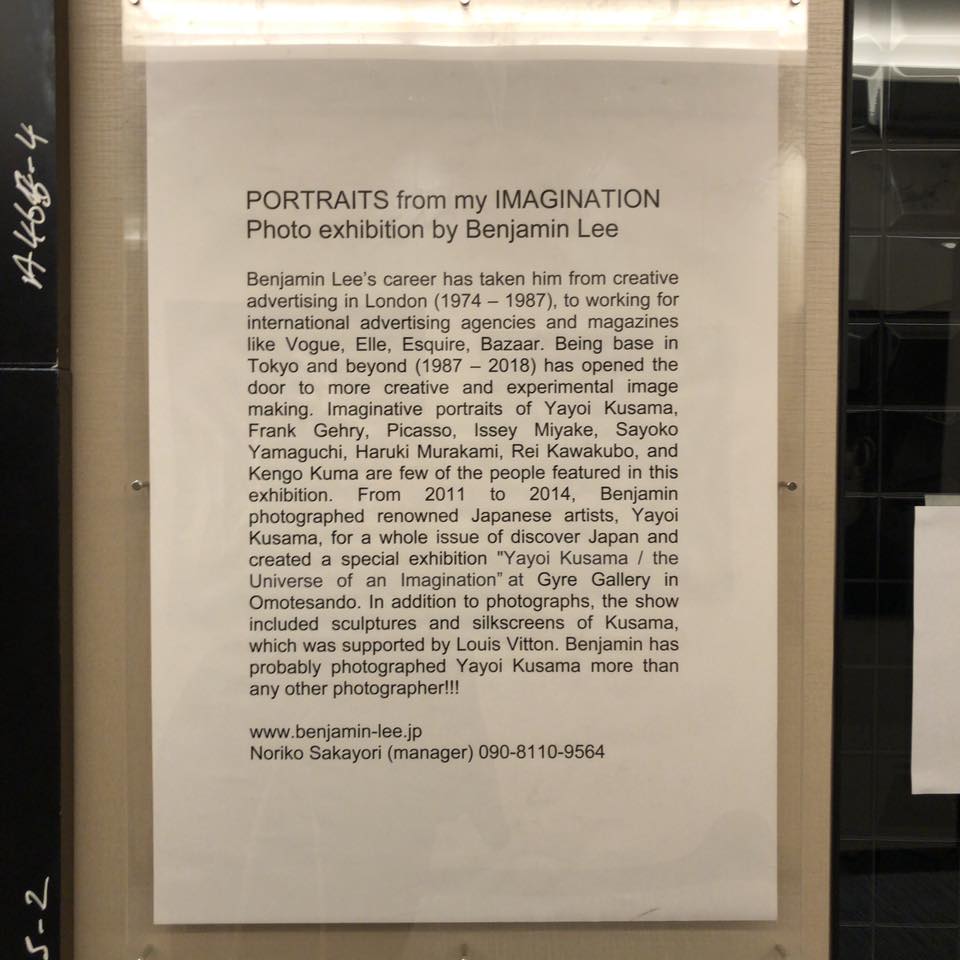 PORTRAITS from my IMAGINATION
Photo exhibition by Benjamin Lee
Benjamin Lee's career has taken him from creative
advertising in London (1974 – 1987), to working for
international advertising agencies and magazines
like Vogue, Elle, Esquire, Bazaar. Being base in
Tokyo and beyond (1987 – 2018) has opened the
door to more creative and experimental image
making. Imaginative portraits of Yayoi Kusama,
Frank Gehry, Picasso, Issey Miyake, Sayoko
Yamaguchi, Haruki Murakami, Rei Kawakubo, and
Kengo Kuma are few of the people featured in this
exhibition. From 2011 to 2014, Benjamin
photographed renowned Japanese artists, Yayoi
Kusama, for a whole issue of discover Japan and
created a special exhibition "Yayoi Kusama / the
Universe of an Imagination" at Gyre Gallery in
Omotesando. In addition to photographs, the show
included sculptures and silkscreens of Kusama,
which was supported by Louis Vitton. Benjamin has
probably photographed Yayoi Kusama more than
any other photographer!!!
www.benjamin-lee.jp
Noriko Sakayori (manager) 090-8110-9564